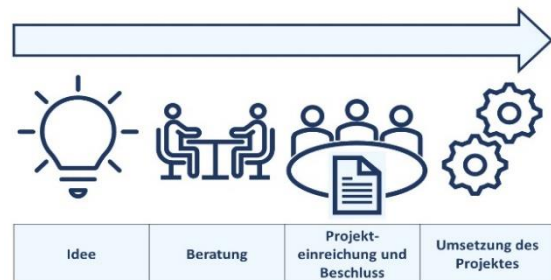 Idee
Beratung
Projekt-
einreichung und
Beschluss
Umsetzung des
Projektes